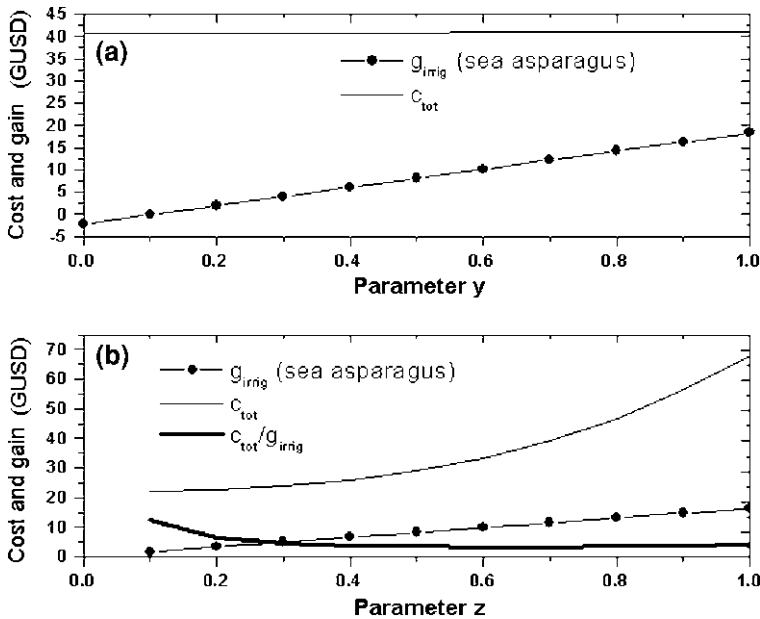 (a)
g_irrig (sea asparagus)
c_tot
Cost and gain (GUSD)
45
40
35
30
25
20
15
10
5
0
-5
0.0 0.2 0.4 0.6 0.8 1.0
Parameter y
(b)
g_irrig (sea asparagus)
c_tot
c_tot/g_irrig
Cost and gain (GUSD)
70
60
50
40
30
20
10
0
0.0 0.2 0.4 0.6 0.8 1.0
Parameter z